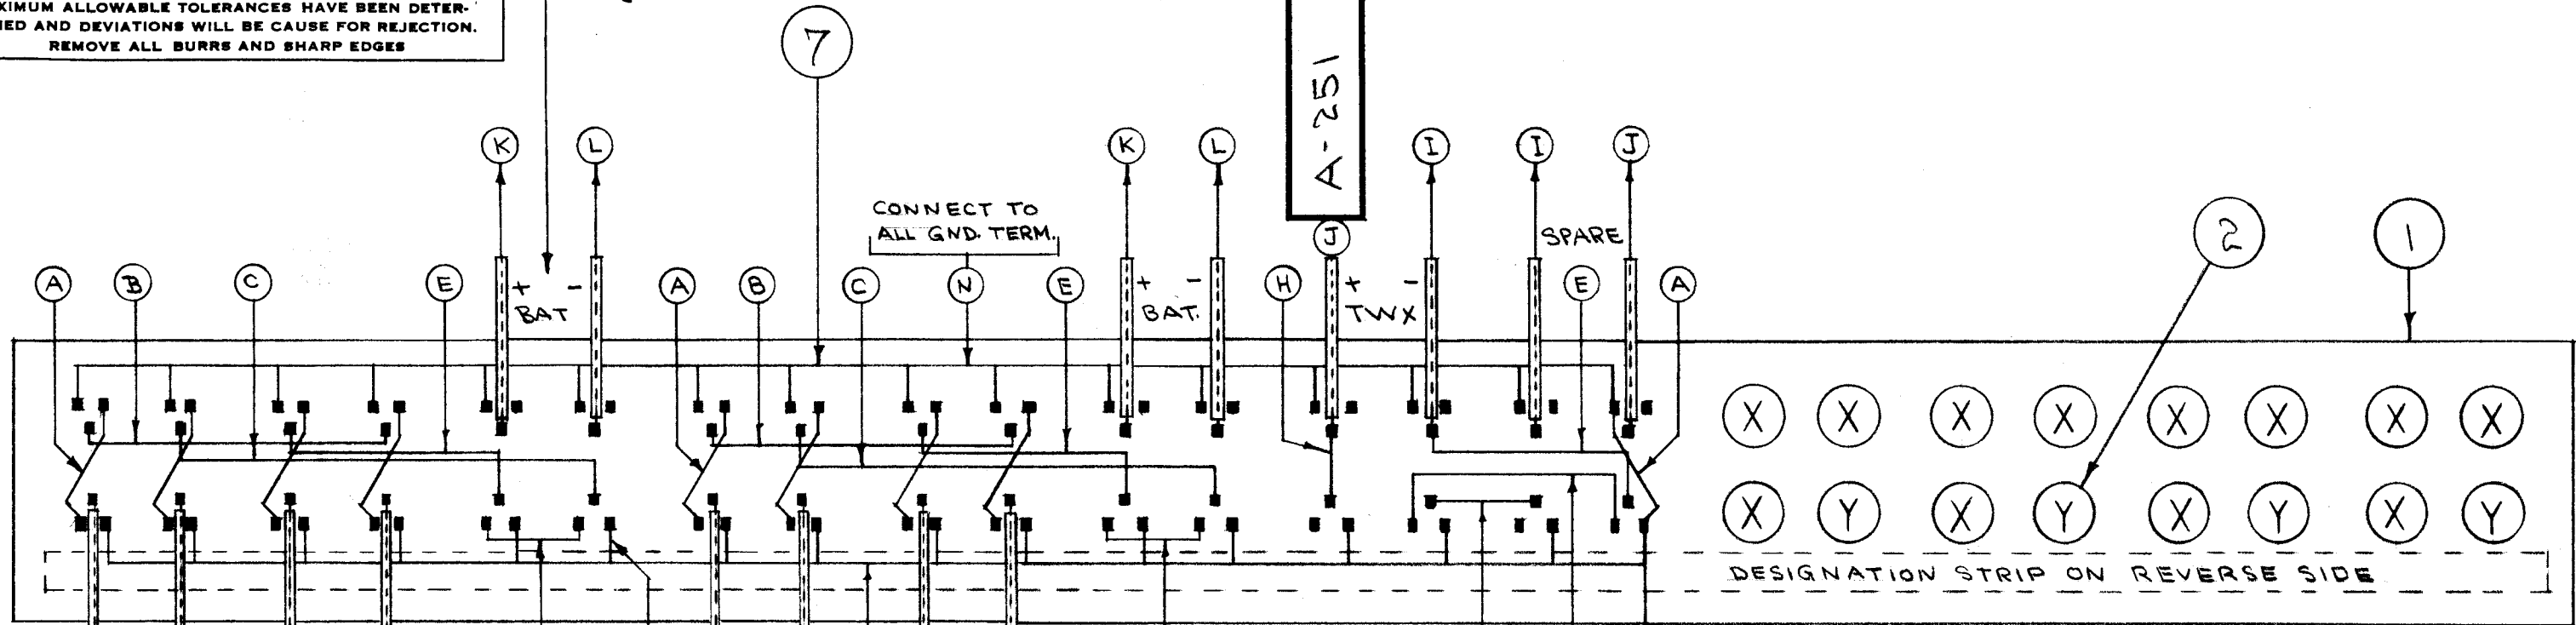 XIMUM ALLOWABLE TOLERANCES HAVE BEEN DETER-
IED AND DEVIATIONS WILL BE CAUSE FOR REJECTION.
REMOVE ALL BURRS AND SHARP EDGES
7
A-251
K L K L I I J
CONNECT TO
ALL GND. TERM.
J
SPARE
2 1
A B C E + - A B C N E + - H + - E A
BAT BAT. TWX
X X X X X X X X
X Y X Y X Y X Y
DESIGNATION STRIP ON REVERSE SIDE